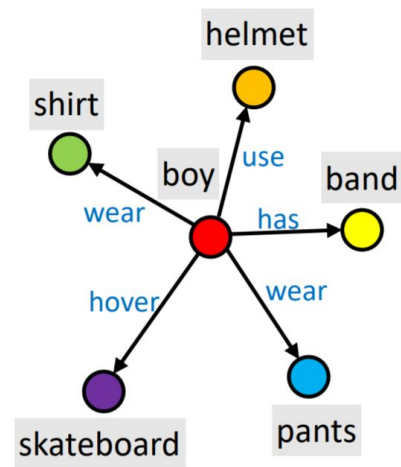 helmet
shirt
boy
use
band
wear
has
hover
wear
skateboard
pants